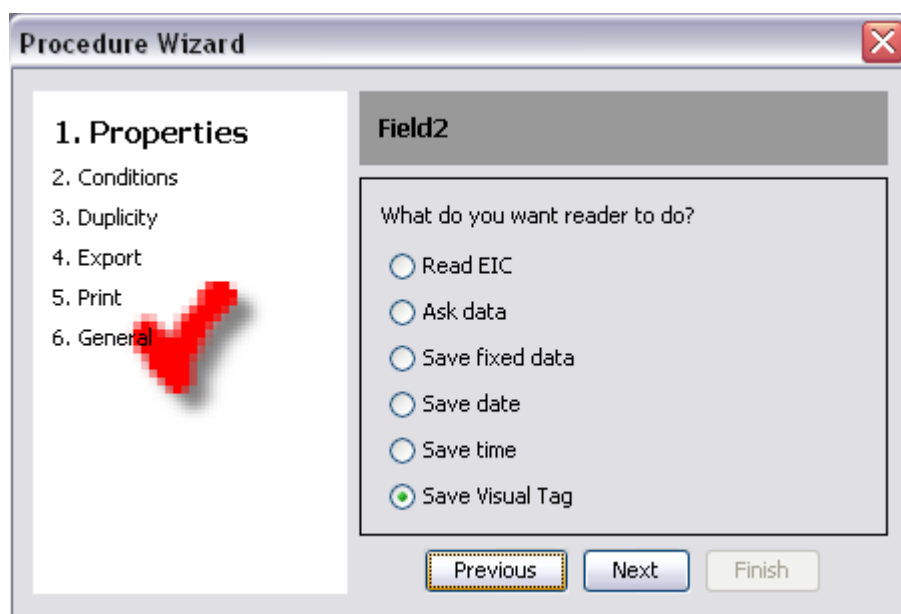 Procedure Wizard
1. Properties
2. Conditions
3. Duplicity
4. Export
5. Print
6. General
Field2
What do you want reader to do?
Read EIC
Ask data
Save fixed data
Save date
Save time
Save Visual Tag
Previous
Next
Finish